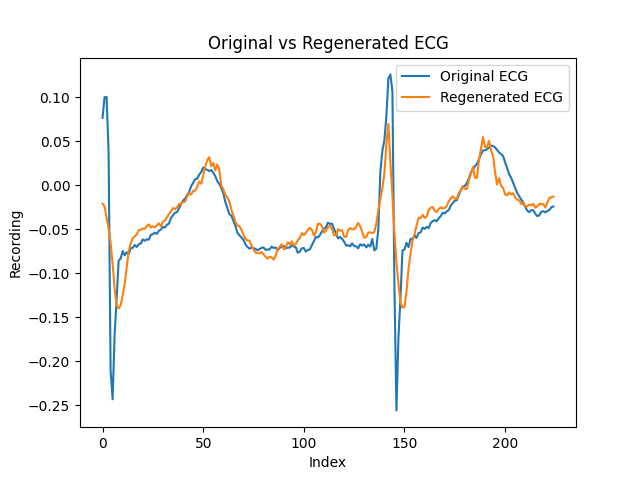 Original vs Regenerated ECG
Original ECG
Regenerated ECG
0.10
0.05
0.00
−0.05
−0.10
−0.15
−0.20
−0.25
Recording
0 50 100 150 200
Index